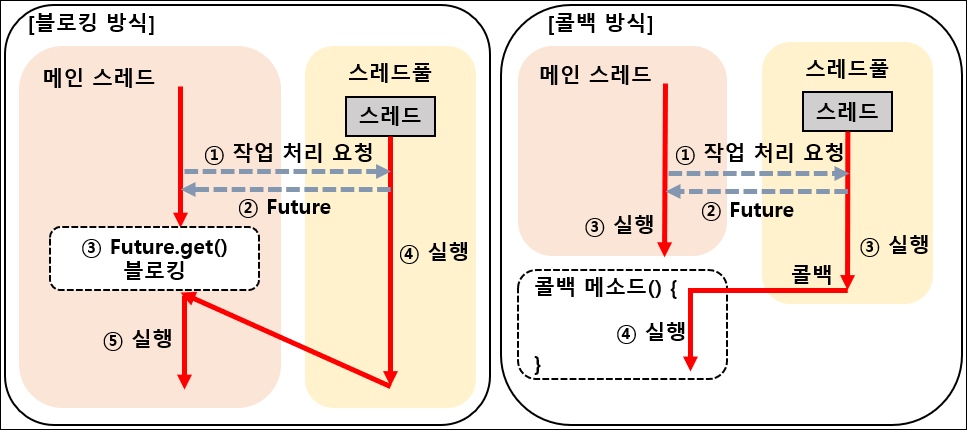 [블로킹 방식]
메인 스레드
스레드풀
스레드
① 작업 처리 요청
② Future
③ Future.get()
블로킹
④ 실행
⑤ 실행
[콜백 방식]
메인 스레드
스레드풀
스레드
① 작업 처리 요청
② Future
③ 실행
③ 실행
콜백
콜백 메소드() {
④ 실행
}